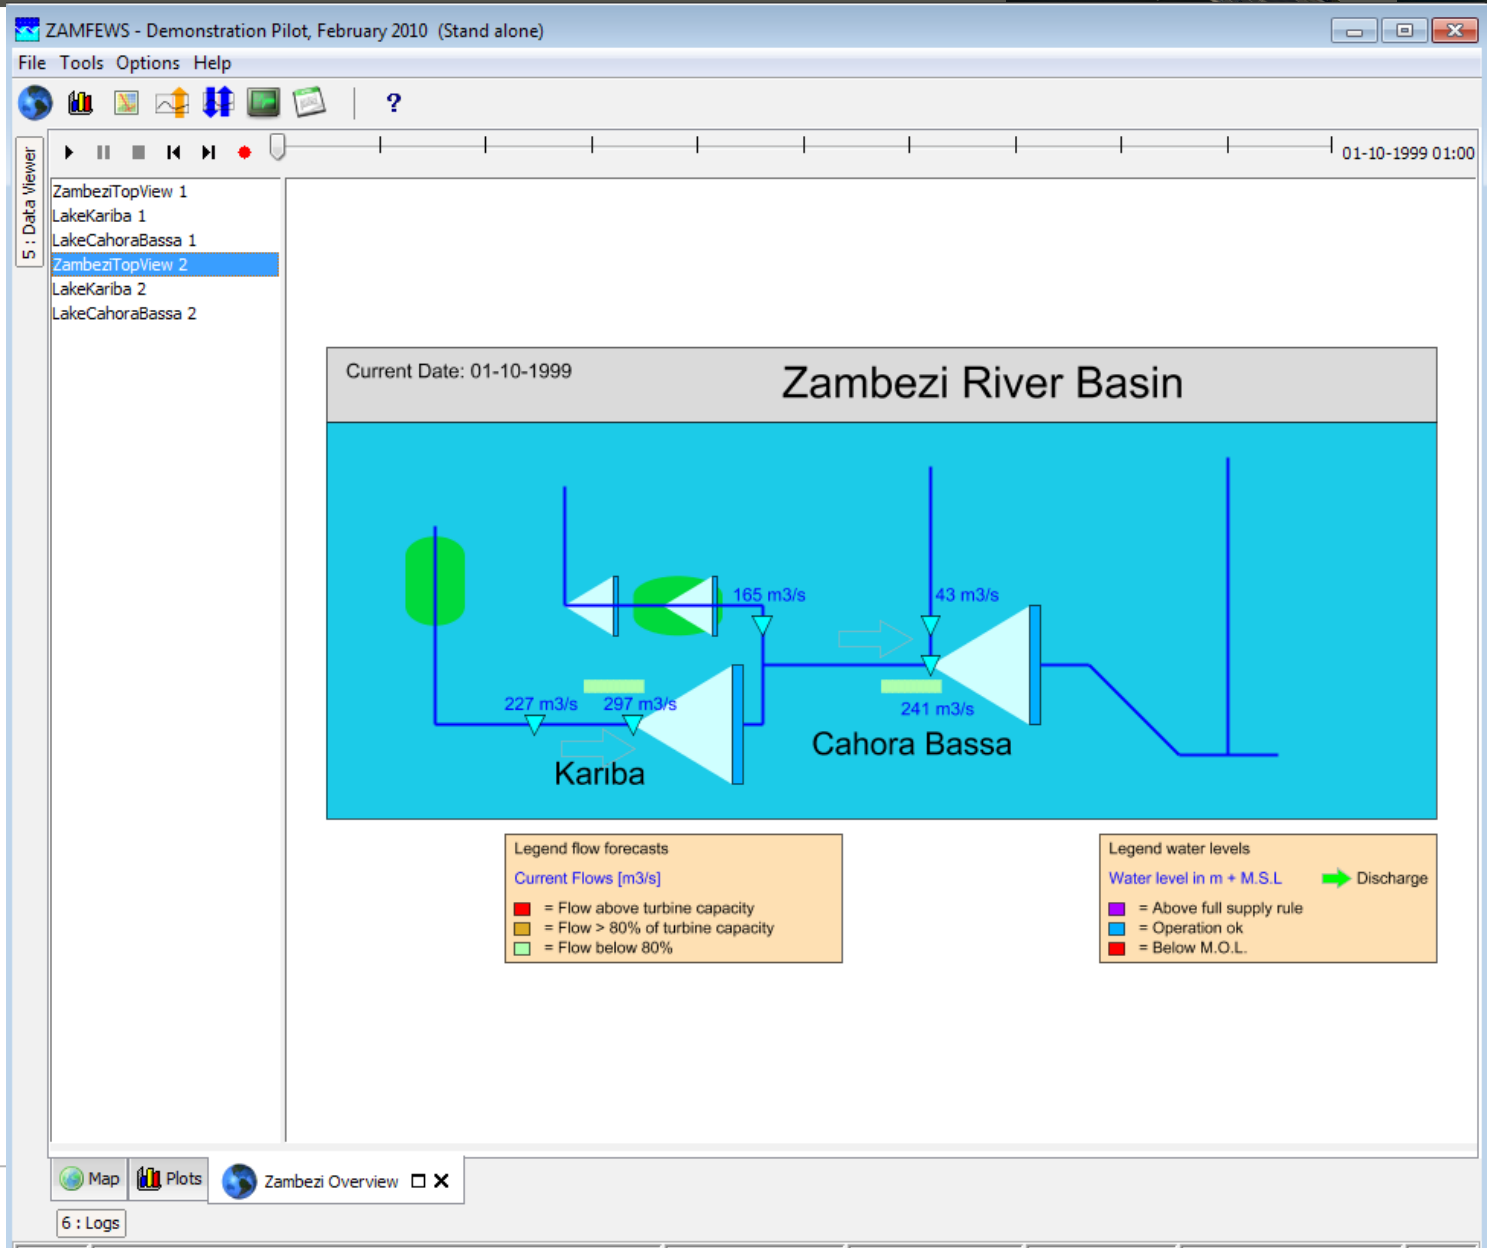 ZAMFEWS - Demonstration Pilot, February 2010 (Stand alone)
File Tools Options Help
?
01-10-1999 01:00
5 : Data Viewer
ZambeziTopView 1
LakeKariba 1
LakeCahoraBassa 1
ZambeziTopView 2
LakeKariba 2
LakeCahoraBassa 2
Current Date: 01-10-1999
Zambezi River Basin
165 m3/s
43 m3/s
227 m3/s
297 m3/s
241 m3/s
Cahora Bassa
Kariba
Legend flow forecasts
Current Flows [m3/s]
= Flow above turbine capacity
= Flow > 80% of turbine capacity
= Flow below 80%
Legend water levels
Water level in m + M.S.L
Discharge
= Above full supply rule
= Operation ok
= Below M.O.L.
Map
Plots
Zambezi Overview
6 : Logs